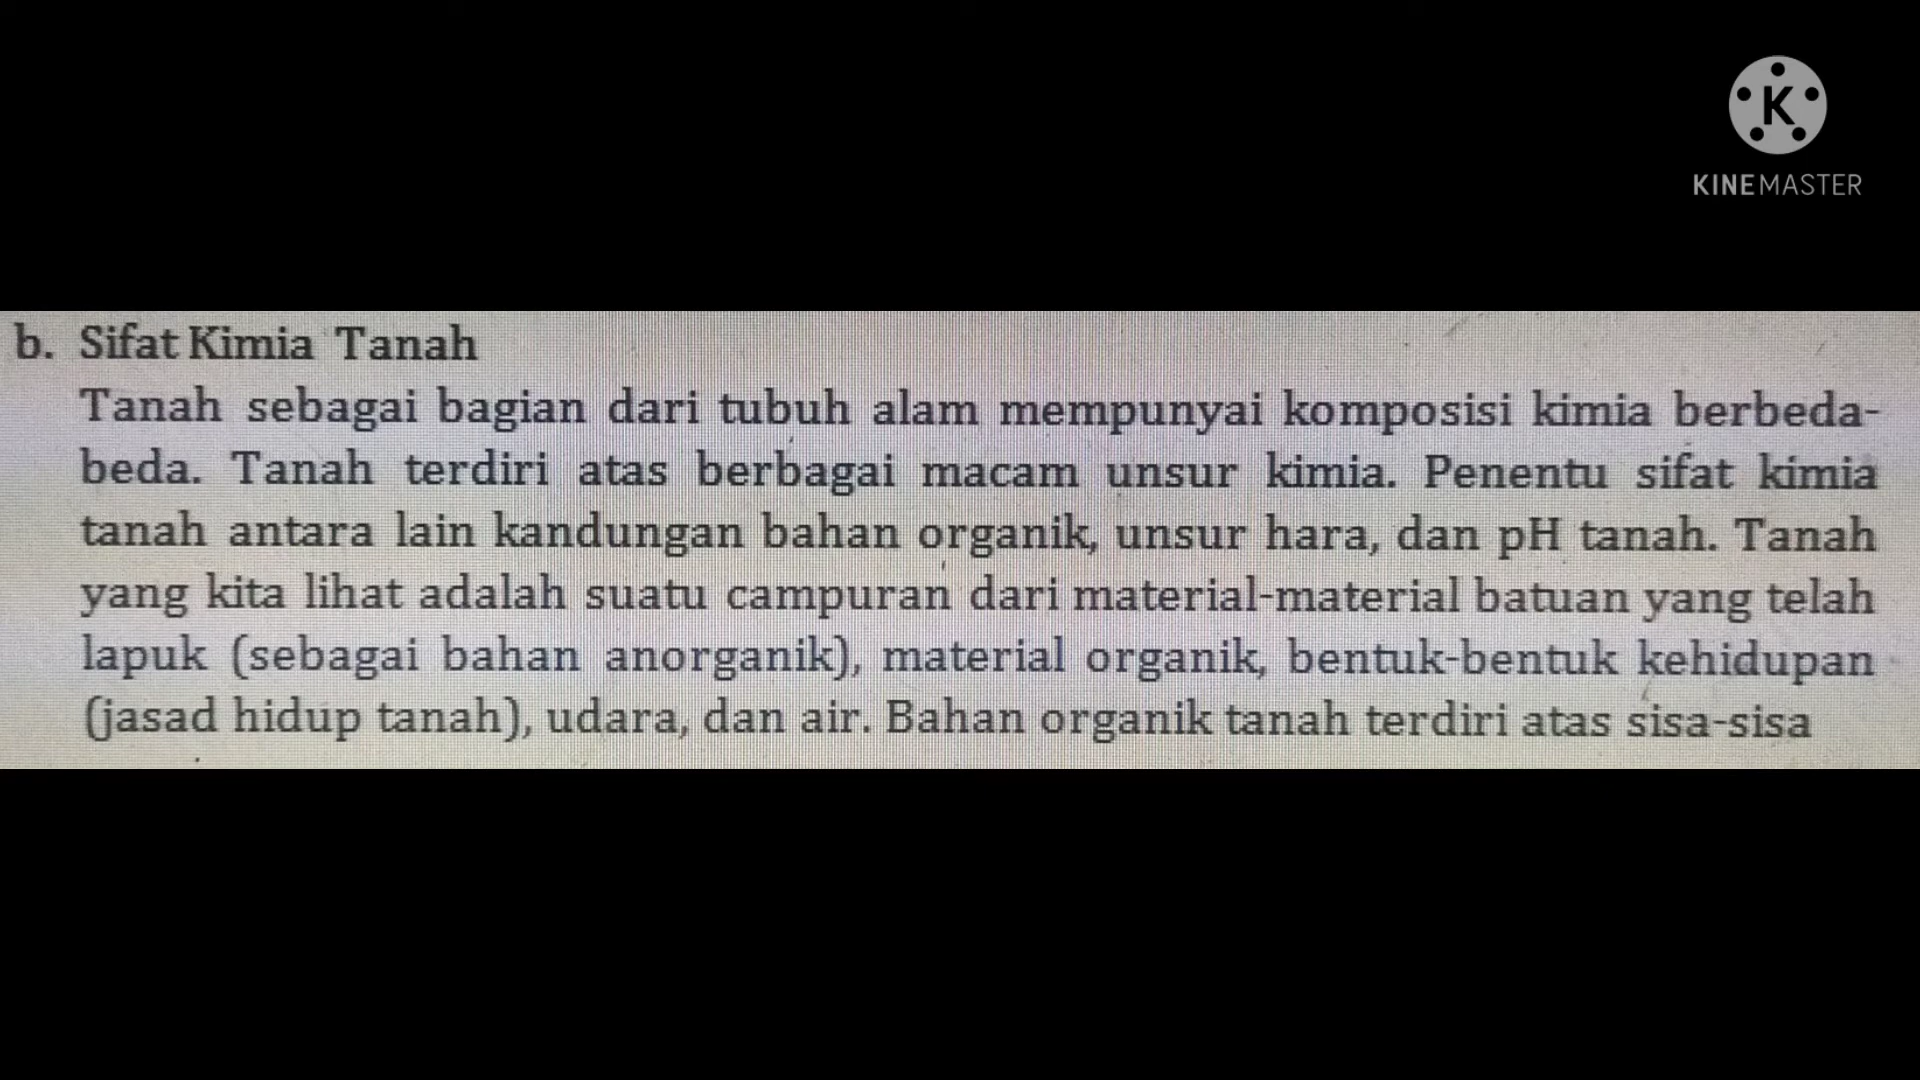 K
KINEMASTER
b. Sifat Kimia Tanah
Tanah sebagai bagian dari tubuh alam mempunyai komposisi kimia berbeda-
beda. Tanah terdiri atas berbagai macam unsur kimia. Penentu sifat kimia
tanah antara lain kandungan bahan organik, unsur hara, dan pH tanah. Tanah
yang kita lihat adalah suatu campuran dari material-material batuan yang telah
lapuk (sebagai bahan anorganik), material organik, bentuk-bentuk kehidupan
(jasad hidup tanah), udara, dan air. Bahan organik tanah terdiri atas sisa-sisa